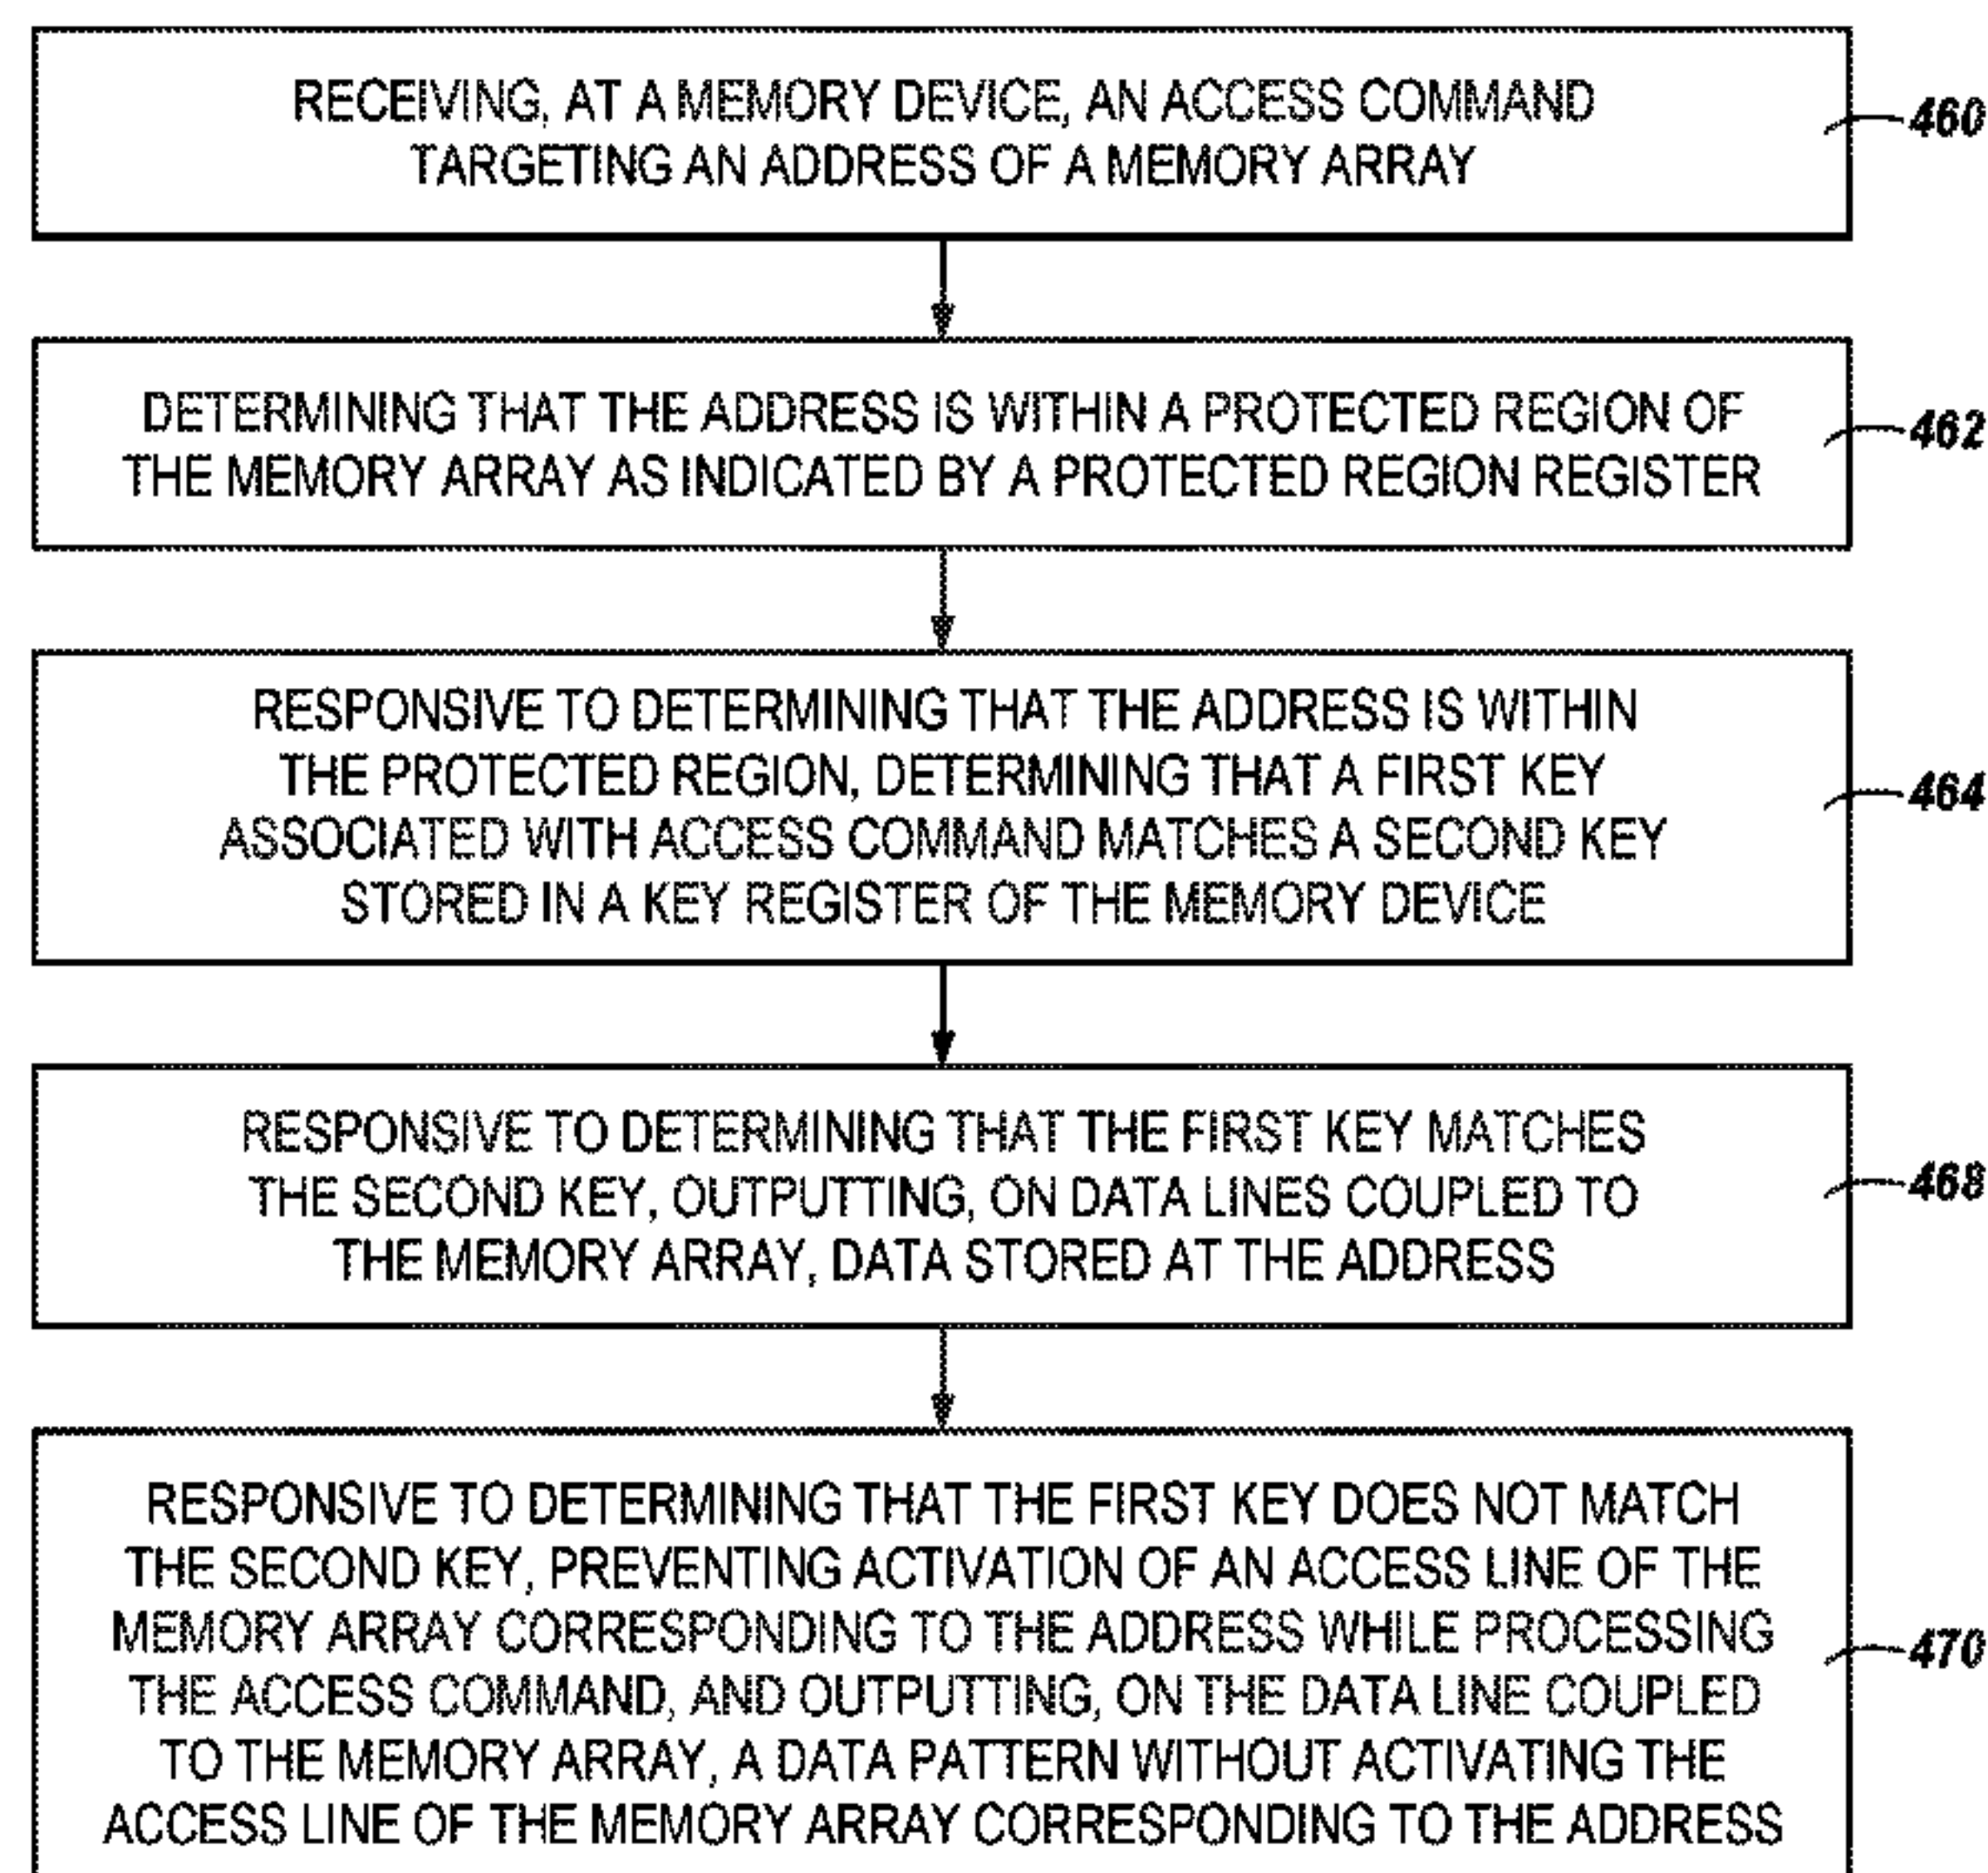 RECEIVING, AT A MEMORY DEVICE, AN ACCESS COMMAND
TARGETING AN ADDRESS OF A MEMORY ARRAY
460
DETERMINING THAT THE ADDRESS IS WITHIN A PROTECTED REGION OF
THE MEMORY ARRAY AS INDICATED BY A PROTECTED REGION REGISTER
462
RESPONSIVE TO DETERMINING THAT THE ADDRESS IS WITHIN
THE PROTECTED REGION, DETERMINING THAT A FIRST KEY
ASSOCIATED WITH ACCESS COMMAND MATCHES A SECOND KEY
STORED IN A KEY REGISTER OF THE MEMORY DEVICE
464
RESPONSIVE TO DETERMINING THAT THE FIRST KEY MATCHES
THE SECOND KEY, OUTPUTTING, ON DATA LINES COUPLED TO
THE MEMORY ARRAY, DATA STORED AT THE ADDRESS
468
RESPONSIVE TO DETERMINING THAT THE FIRST KEY DOES NOT MATCH
THE SECOND KEY, PREVENTING ACTIVATION OF AN ACCESS LINE OF THE
MEMORY ARRAY CORRESPONDING TO THE ADDRESS WHILE PROCESSING
THE ACCESS COMMAND, AND OUTPUTTING, ON THE DATA LINE COUPLED
TO THE MEMORY ARRAY, A DATA PATTERN WITHOUT ACTIVATING THE
ACCESS LINE OF THE MEMORY ARRAY CORRESPONDING TO THE ADDRESS
470